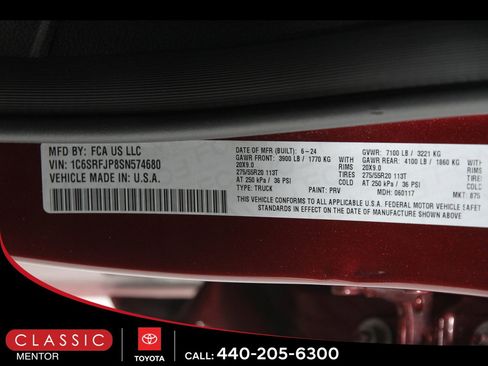 MFD BY: FCA US LLC
VIN: 1C6SRFJP8SN574680
VEHICLE MADE IN: U.S.A.
DATE OF MFR (BUILT): 6-24 GVWR: 7100 LB / 3221 KG
GAWR FRONT: 3900 LB / 1770 KG WITH GAWR REAR: 4100 LB / 1860 KG
20X9.0 RIMS 20X9.0
275/55R20 113T TIRES 275/55R20 113T TIRE
AT 250 kPa / 36 PSI COLD AT 250 kPa / 36 PSI COL
TYPE: TRUCK PAINT: PRV MDH: 060117 MKT: 875
THIS VEHICLE CONFORMS TO ALL APPLICABLE U.S.A. FEDERAL MOTOR VEHICLE SAFET
STANDARDS IN EFFECT ON THE DATE OF MANUFACTURE SHOWN ABOVE
CLASSIC
MENTOR
TOYOTA
CALL: 440-205-6300